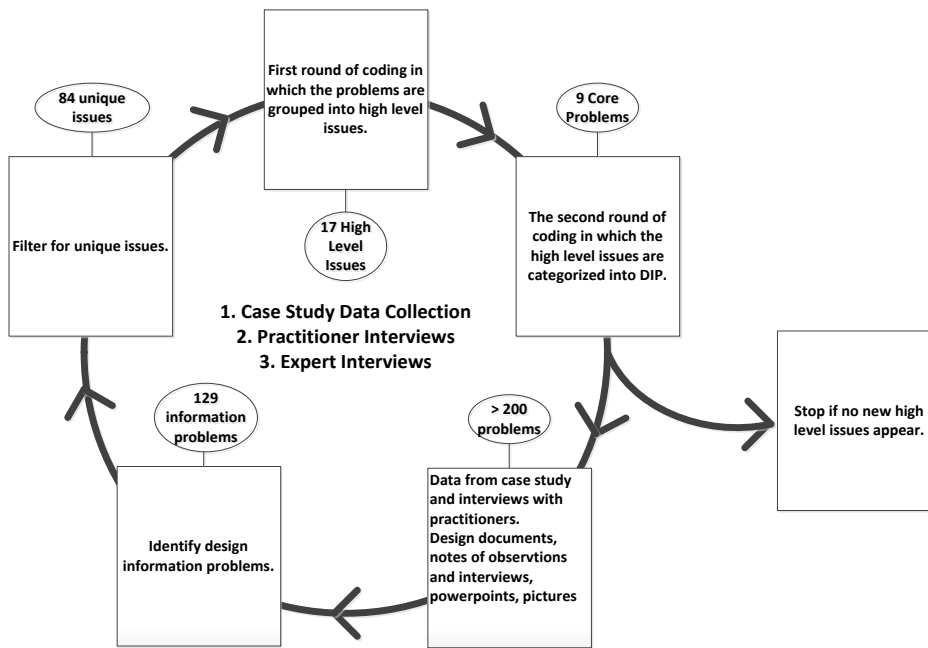 84 unique
issues
First round of coding in
which the problems are
grouped into high level
issues.
9 Core
Problems
Filter for unique issues.
17 High
Level
Issues
The second round of
coding in which the
high level issues are
categorized into DIP.
1. Case Study Data Collection
2. Practitioner Interviews
3. Expert Interviews
129
information
problems
> 200
problems
Stop if no new high
level issues appear.
Identify design
information problems.
Data from case study
and interviews with
practitioners.
Design documents,
notes of observtions
and interviews,
powerpoints, pictures